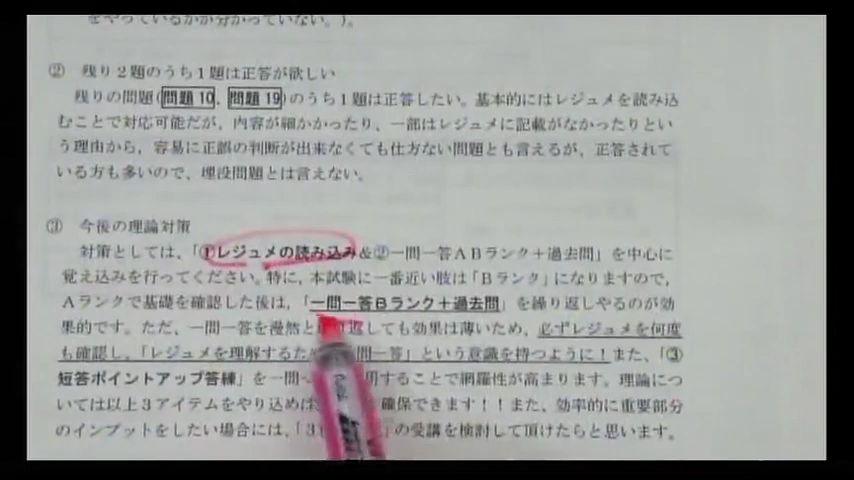 をやっているかが分かっていない。)。
② 残り2題のうち1題は正答が欲しい
残りの問題(問題10、問題19)のうち1題は正答したい。基本的にはレジュメを読み込
むことで対応可能だが、内容が細かかったり、一部はレジュメに記載がなかったりとい
う理由から、容易に正誤の判断が出来なくても仕方ない問題とも言えるが、正答されて
いる方も多いので、埋没問題とは言えない。
③ 今後の理論対策
対策としては、「①レジュメの読み込み&②一問一答ABランク+過去問」を中心に
覚え込みを行ってください。特に、本試験に一番近い肢は「Bランク」になりますので、
Aランクで基礎を確認した後は、「一問一答Bランク+過去問」を繰り返しやるのが効
果的です。ただ、一問一答を漫然と繰り返しても効果は薄いため、必ずレジュメを何度
も確認し、「レジュメを理解するため 問一答」という意識を持つように!また、「③
短答ポイントアップ答練」を一問一 用することで網羅性が高まります。理論につ
いては以上3アイテムをやり込めば 確保できます!!また、効率的に重要部分
のインプットをしたい場合には、「3 」の受講を検討して頂けたらと思います。